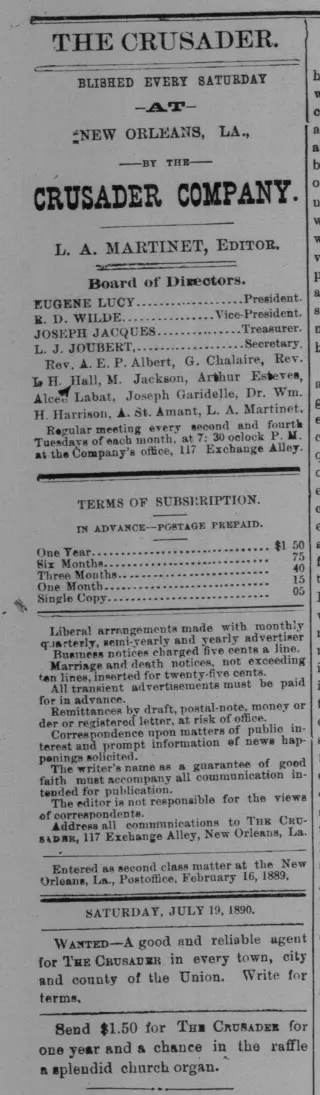 THE CRUSADER.
BLISHED EVERY SATURDAY
—AT—
NEW ORLEANS, LA.,
——BY THE——
CRUSADER COMPANY.
L. A. MARTINET, EDITOR.
Board of Directors.
EUGENE LUCY....................President.
R. D. WILDE..................Vice-President.
JOSEPH JACQUES................Treasurer.
L. J. JOUBERT,...................Secretary.
Rev. A. E. P. Albert, G. Chalaire, Rev.
L H. Hall, M. Jackson, Arthur Esteves,
Alcee Labat, Joseph Garidelle, Dr. Wm.
H. Harrison, A. St. Amant, L. A. Martinet.
Regular meeting every second and fourth
Tuesdays of each month, at 7: 30 oclock P. M.
at the Company's office, 117 Exchange Alley.
TERMS OF SUBSCRIPTION.
IN ADVANCE—POSTAGE PREPAID.
One Year.............................. $1 50
Six Months.............................. 75
Three Months............................ 40
One Month............................... 15
Single Copy............................. 05
Liberal arrangements made with monthly
quarterly, semi-yearly and yearly advertiser
Business notices charged five cents a line.
Marriage and death notices, not exceeding
ten lines, inserted for twenty-five cents.
All transient advertisements must be paid
for in advance.
Remittances by draft, postal-note, money or
der or registered letter, at risk of office.
Correspondence upon matters of public in-
terest and prompt information of news hap-
penings solicited.
The writer's name as a guarantee of good
faith must accompany all communication in-
tended for publication.
The editor is not responsible for the views
of correspondents.
Address all communications to THE CRU-
SADER, 117 Exchange Alley, New Orleans, La.
Entered as second class matter at the New
Orleans, La., Postoffice, February 16, 1889,
SATURDAY, JULY 19, 1890.
WANTED—A good and reliable agent
for THE CRUSADER in every town, city
and county of the Union. Write for
terms,
Send $1.50 for THE CRUSADER for
one year and a chance in the raffle
a splendid church organ.